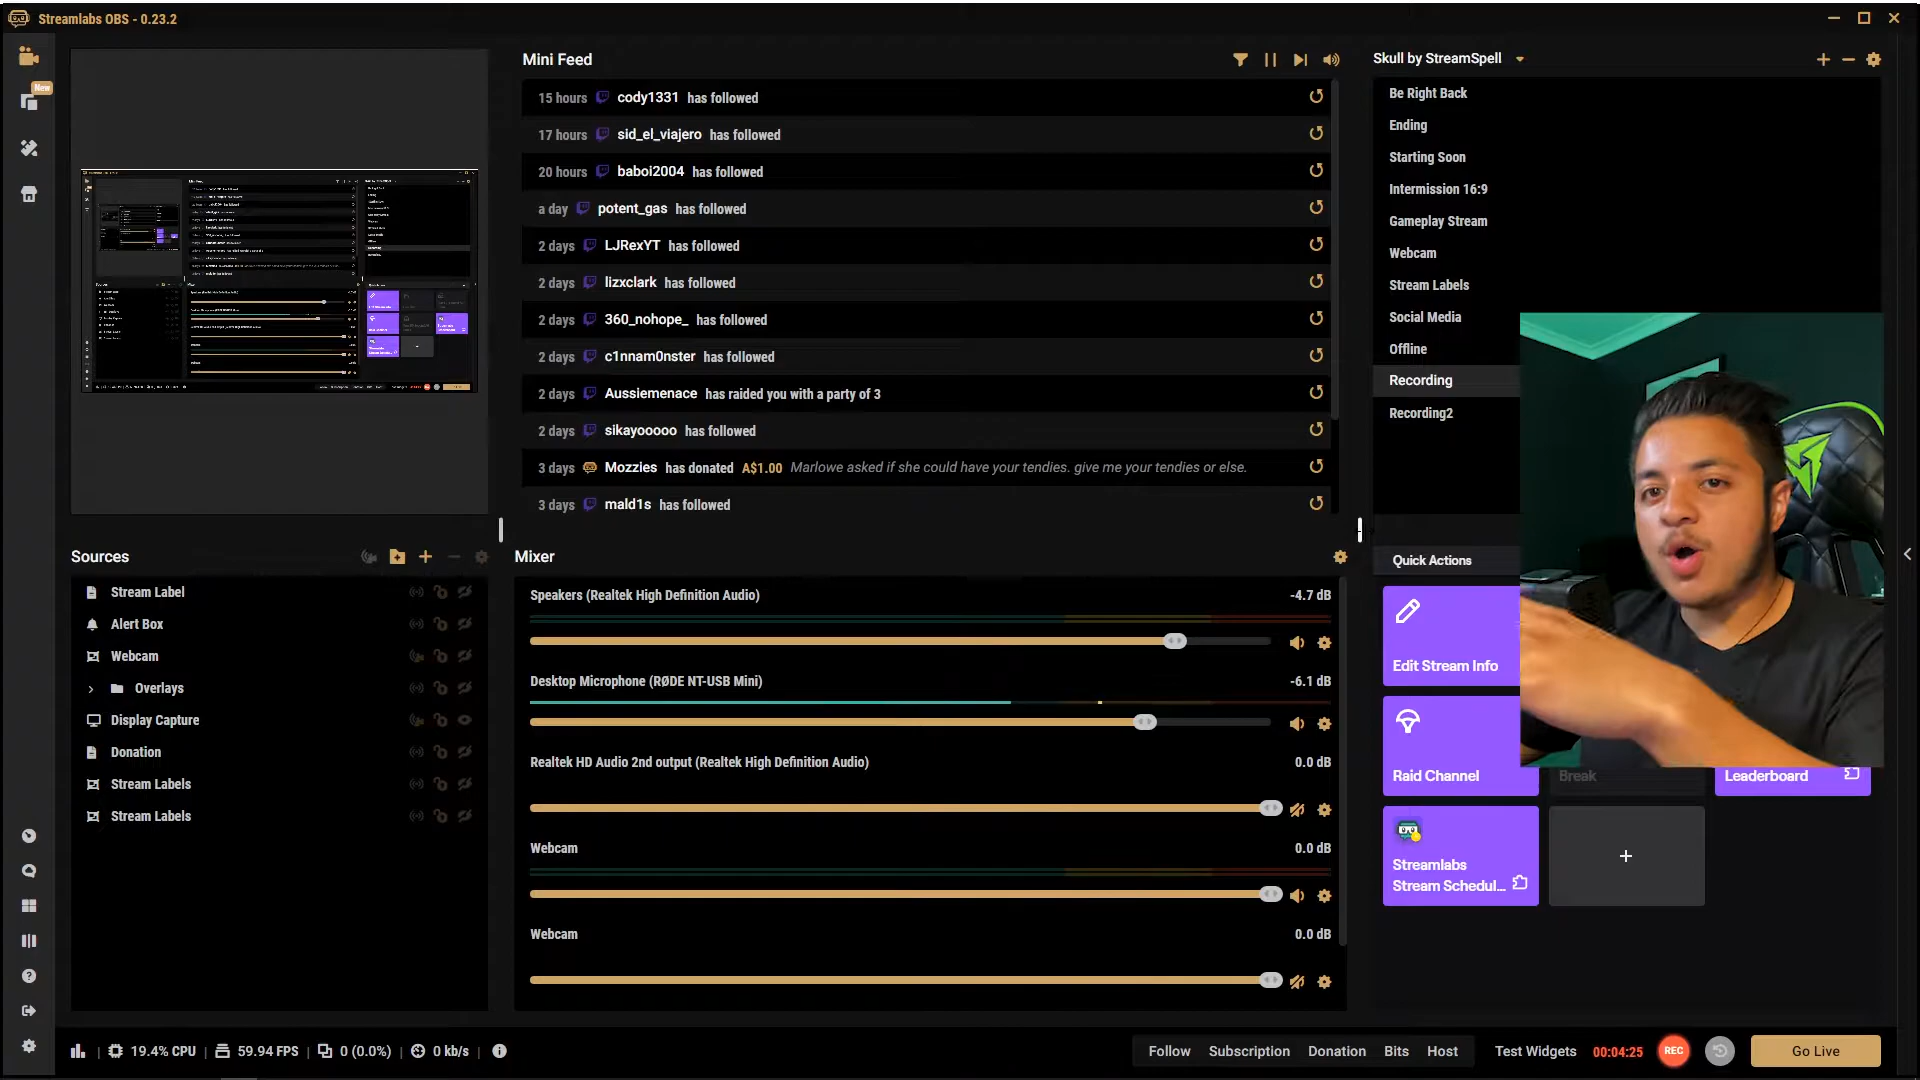 Streamlabs OBS - 0.23.2
New
Mini Feed
15 hours cody1331 has followed
17 hours sid_el_viajero has followed
20 hours baboi2004 has followed
a day potent_gas has followed
2 days LJRexYT has followed
2 days lizxclark has followed
2 days 360_nohope_ has followed
2 days c1nnam0nster has followed
2 days Aussiemenace has raided you with a party of 3
2 days sikayooooo has followed
3 days Mozzies has donated A$1.00 Marlowe asked if she could have your tendies. give me your tendies or else.
3 days mald1s has followed
Skull by StreamSpell
Be Right Back
Ending
Starting Soon
Intermission 16:9
Gameplay Stream
Webcam
Stream Labels
Social Media
Offline
Recording
Recording2
Sources
Stream Label
Alert Box
Webcam
Overlays
Display Capture
Donation
Stream Labels
Stream Labels
Mixer
Speakers (Realtek High Definition Audio) -4.7 dB
Desktop Microphone (RØDE NT-USB Mini) -6.1 dB
Realtek HD Audio 2nd output (Realtek High Definition Audio) 0.0 dB
Webcam 0.0 dB
Webcam 0.0 dB
Quick Actions
Edit Stream Info
Raid Channel
Break
Leaderboard
Streamlabs
Stream Schedul...
19.4% CPU 59.94 FPS 0 (0.0%) 0 kb/s
Follow Subscription Donation Bits Host Test Widgets 00:04:25 REC Go Live